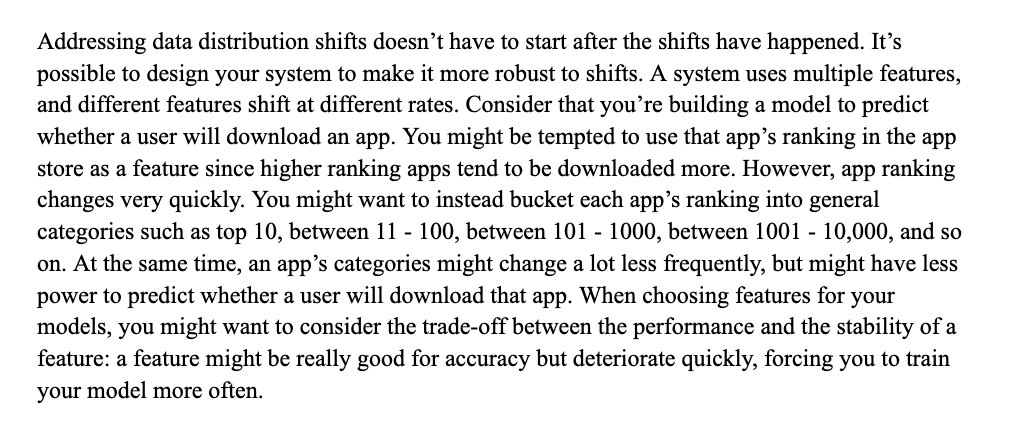 Addressing data distribution shifts doesn’t have to start after the shifts have happened. It’s
possible to design your system to make it more robust to shifts. A system uses multiple features,
and different features shift at different rates. Consider that you’re building a model to predict
whether a user will download an app. You might be tempted to use that app’s ranking in the app
store as a feature since higher ranking apps tend to be downloaded more. However, app ranking
changes very quickly. You might want to instead bucket each app’s ranking into general
categories such as top 10, between 11 - 100, between 101 - 1000, between 1001 - 10,000, and so
on. At the same time, an app’s categories might change a lot less frequently, but might have less
power to predict whether a user will download that app. When choosing features for your
models, you might want to consider the trade-off between the performance and the stability of a
feature: a feature might be really good for accuracy but deteriorate quickly, forcing you to train
your model more often.